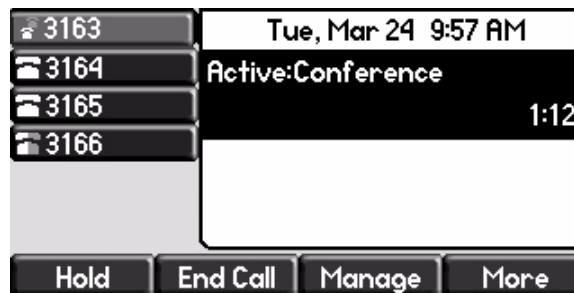 3163
Tue, Mar 24 9:57 AM
3164
Active:Conference
3165
1:12
3166
Hold
End Call
Manage
More